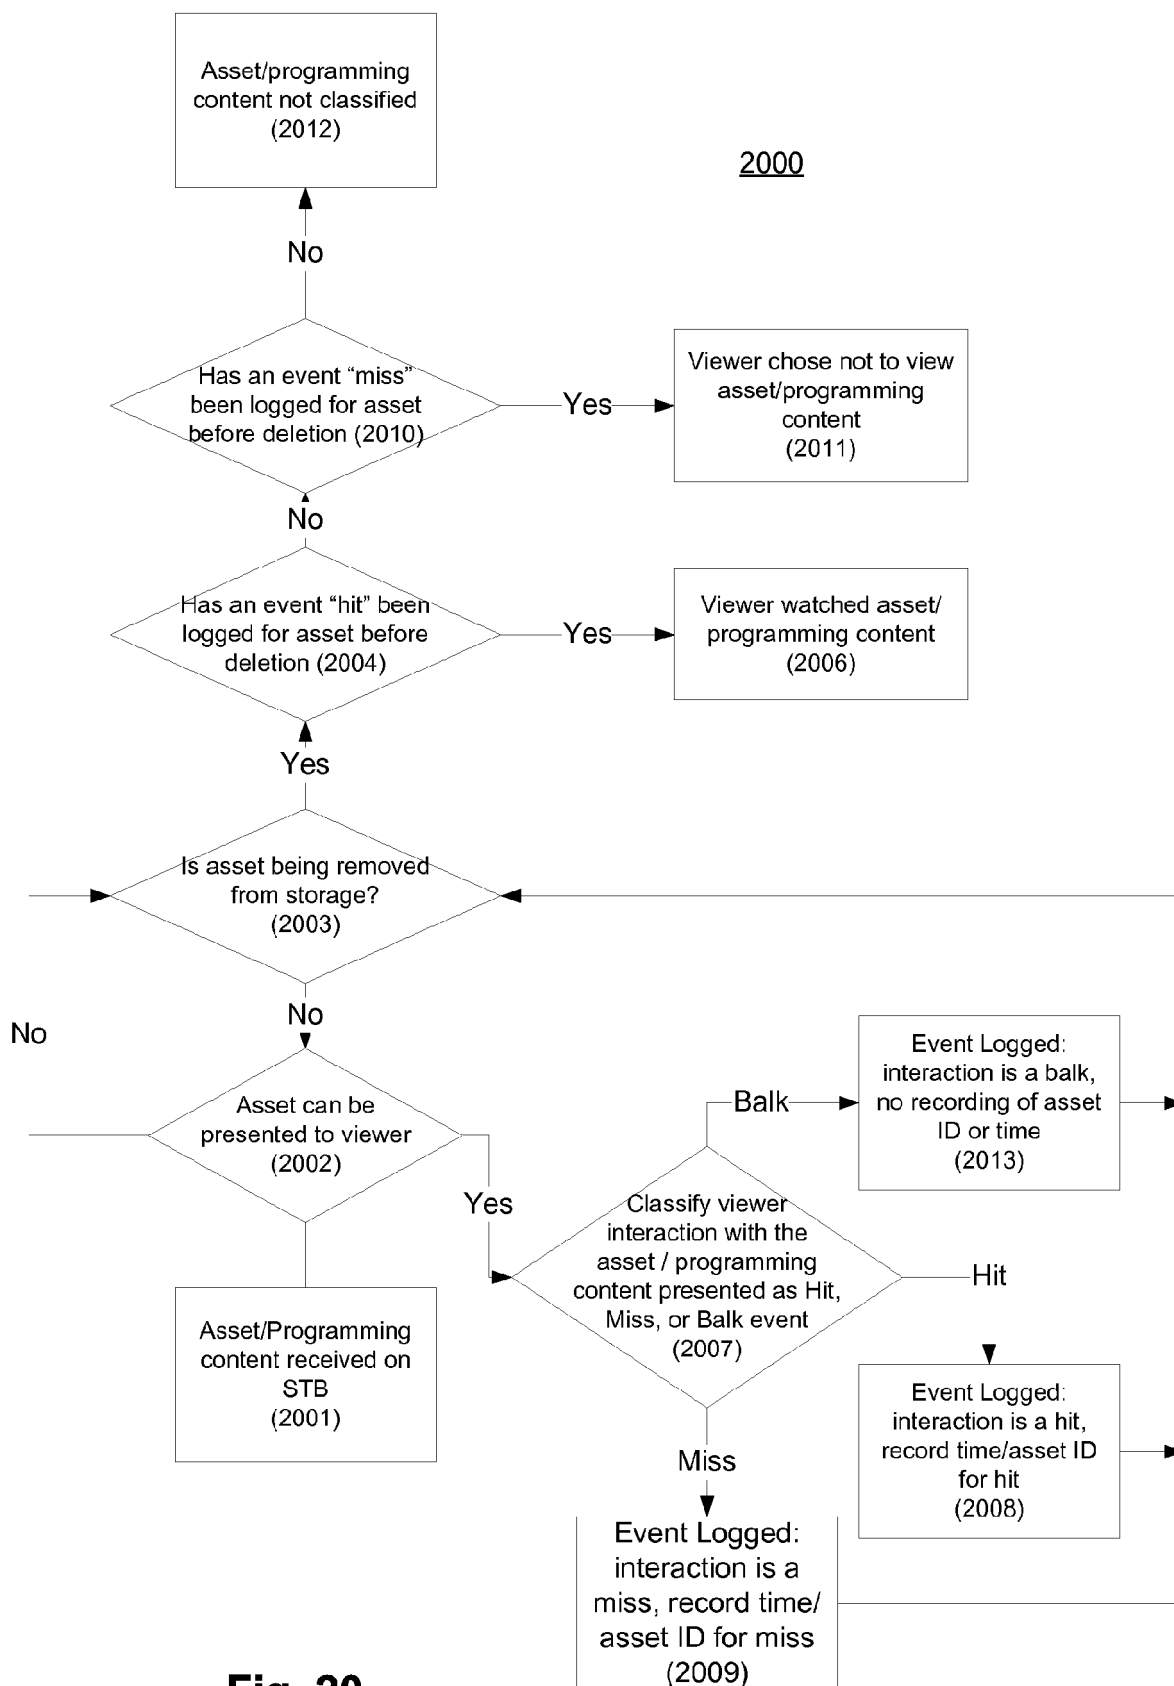 Asset/programming
content not classified
(2012)
2000
No
Has an event “miss”
been logged for asset
before deletion (2010)
Yes
Viewer chose not to view
asset/programming
content
(2011)
No
Has an event “hit” been
logged for asset before
deletion (2004)
Yes
Viewer watched asset/
programming content
(2006)
Yes
Is asset being removed
from storage?
(2003)
No
No
Asset can be
presented to viewer
(2002)
Yes
Balk
Event Logged:
interaction is a balk,
no recording of asset
ID or time
(2013)
Classify viewer
interaction with the
asset / programming
content presented as Hit,
Miss, or Balk event
(2007)
Hit
Asset/Programming
content received on
STB
(2001)
Event Logged:
interaction is a hit,
record time/asset ID
for hit
(2008)
Miss
Event Logged:
interaction is a
miss, record time/
asset ID for miss
(2009)
Fig. 20